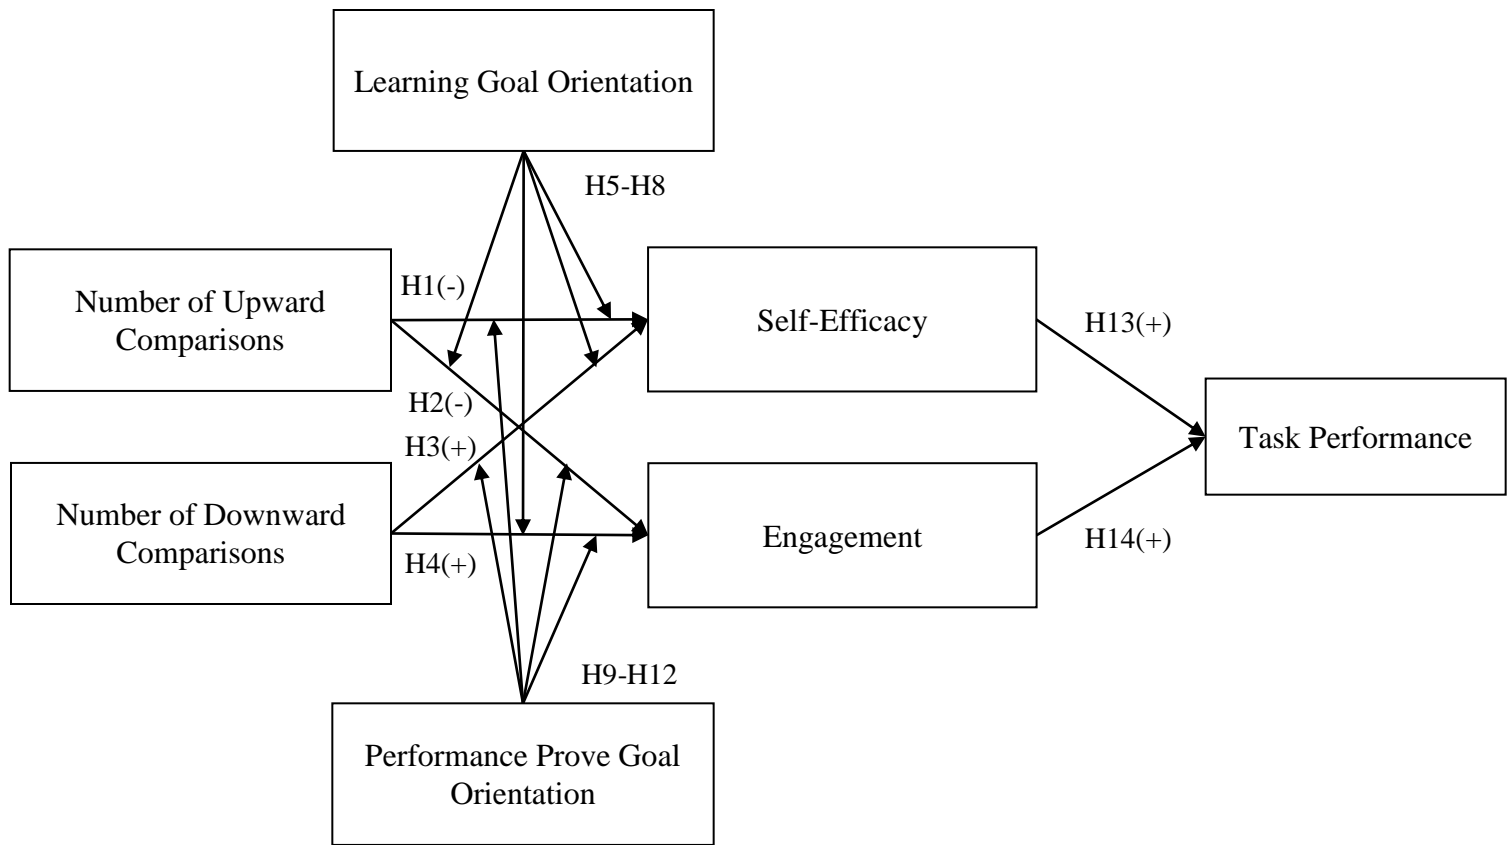 Learning Goal Orientation
H5-H8
Number of Upward
Comparisons
H1(-)
Self-Efficacy
H13(+)
H2(-)
H3(+)
Task Performance
Number of Downward
Comparisons
H4(+)
Engagement
H14(+)
H9-H12
Performance Prove Goal
Orientation